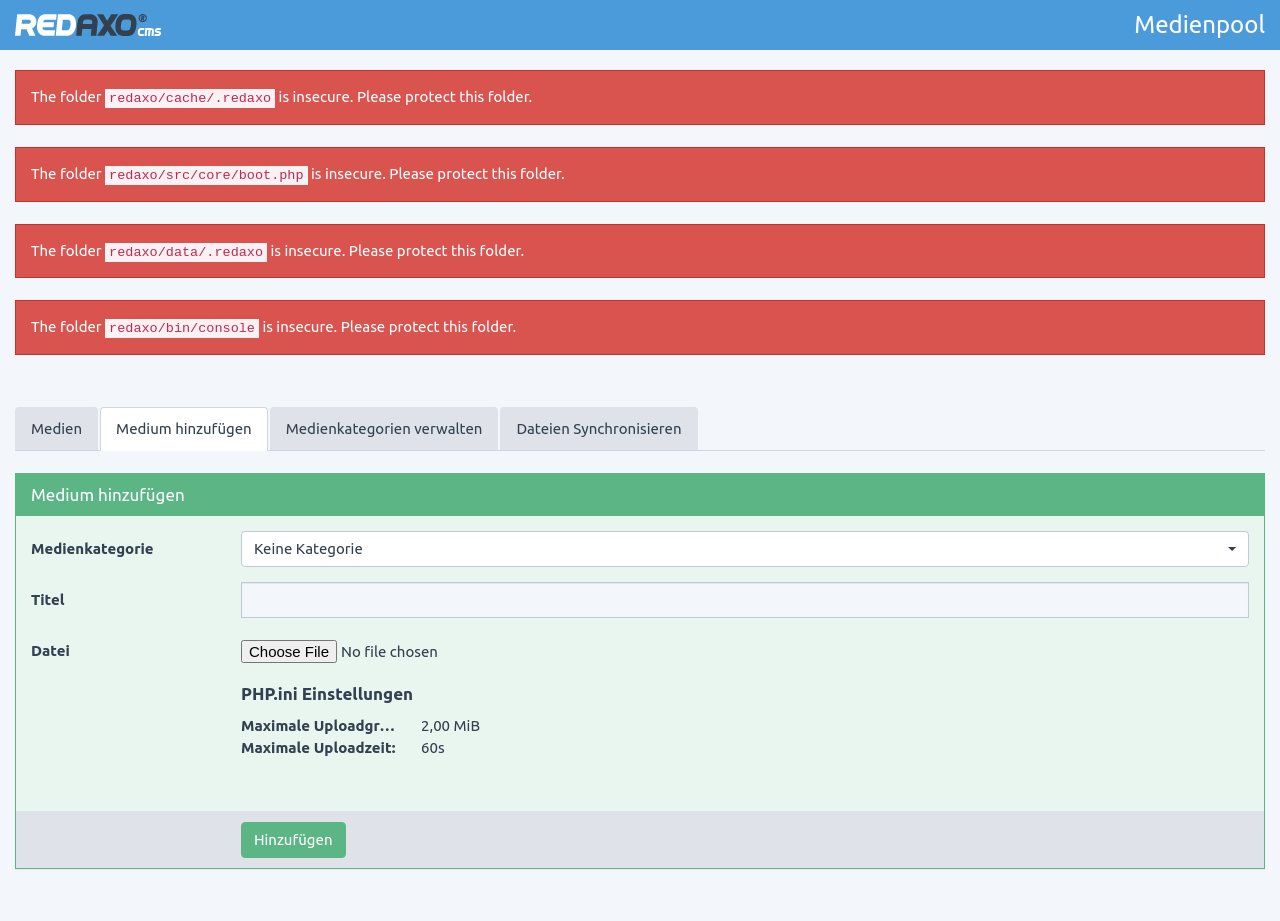 REDAXO® cms
Medienpool
The folder redaxo/cache/.redaxo is insecure. Please protect this folder.
The folder redaxo/src/core/boot.php is insecure. Please protect this folder.
The folder redaxo/data/.redaxo is insecure. Please protect this folder.
The folder redaxo/bin/console is insecure. Please protect this folder.
Medien Medium hinzufügen Medienkategorien verwalten Dateien Synchronisieren
Medium hinzufügen
Medienkategorie Keine Kategorie
Titel
Datei Choose File No file chosen
PHP.ini Einstellungen
Maximale Uploadgr… 2,00 MiB
Maximale Uploadzeit: 60s
Hinzufügen